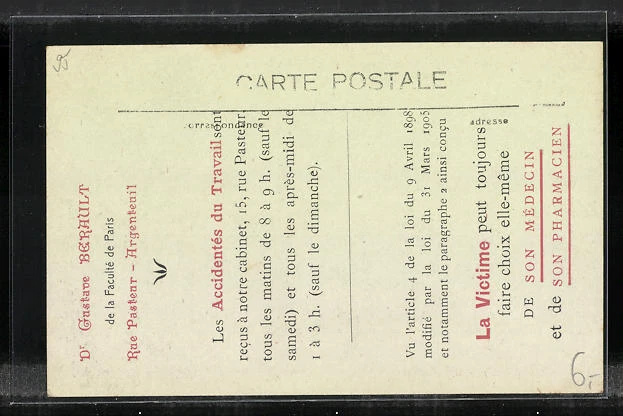 95
CARTE POSTALE
Correspondance
adresse
Dr Gustave BERAULT
de la Faculté de Paris
Rue Pasteur - Argenteuil
Les Accidentés du Travail sont
reçus à notre cabinet, 15, rue Pasteur
tous les matins de 8 à 9 h. (sauf le
samedi) et tous les après-midi de
1 à 3 h. (sauf le dimanche).
Vu l'article 4 de la loi du 9 Avril 1898
modifié par la loi du 31 Mars 1905
et notamment le paragraphe 2 ainsi conçu
La Victime peut toujours
faire choix elle-même
DE SON MÉDECIN
et de SON PHARMACIEN
6,-